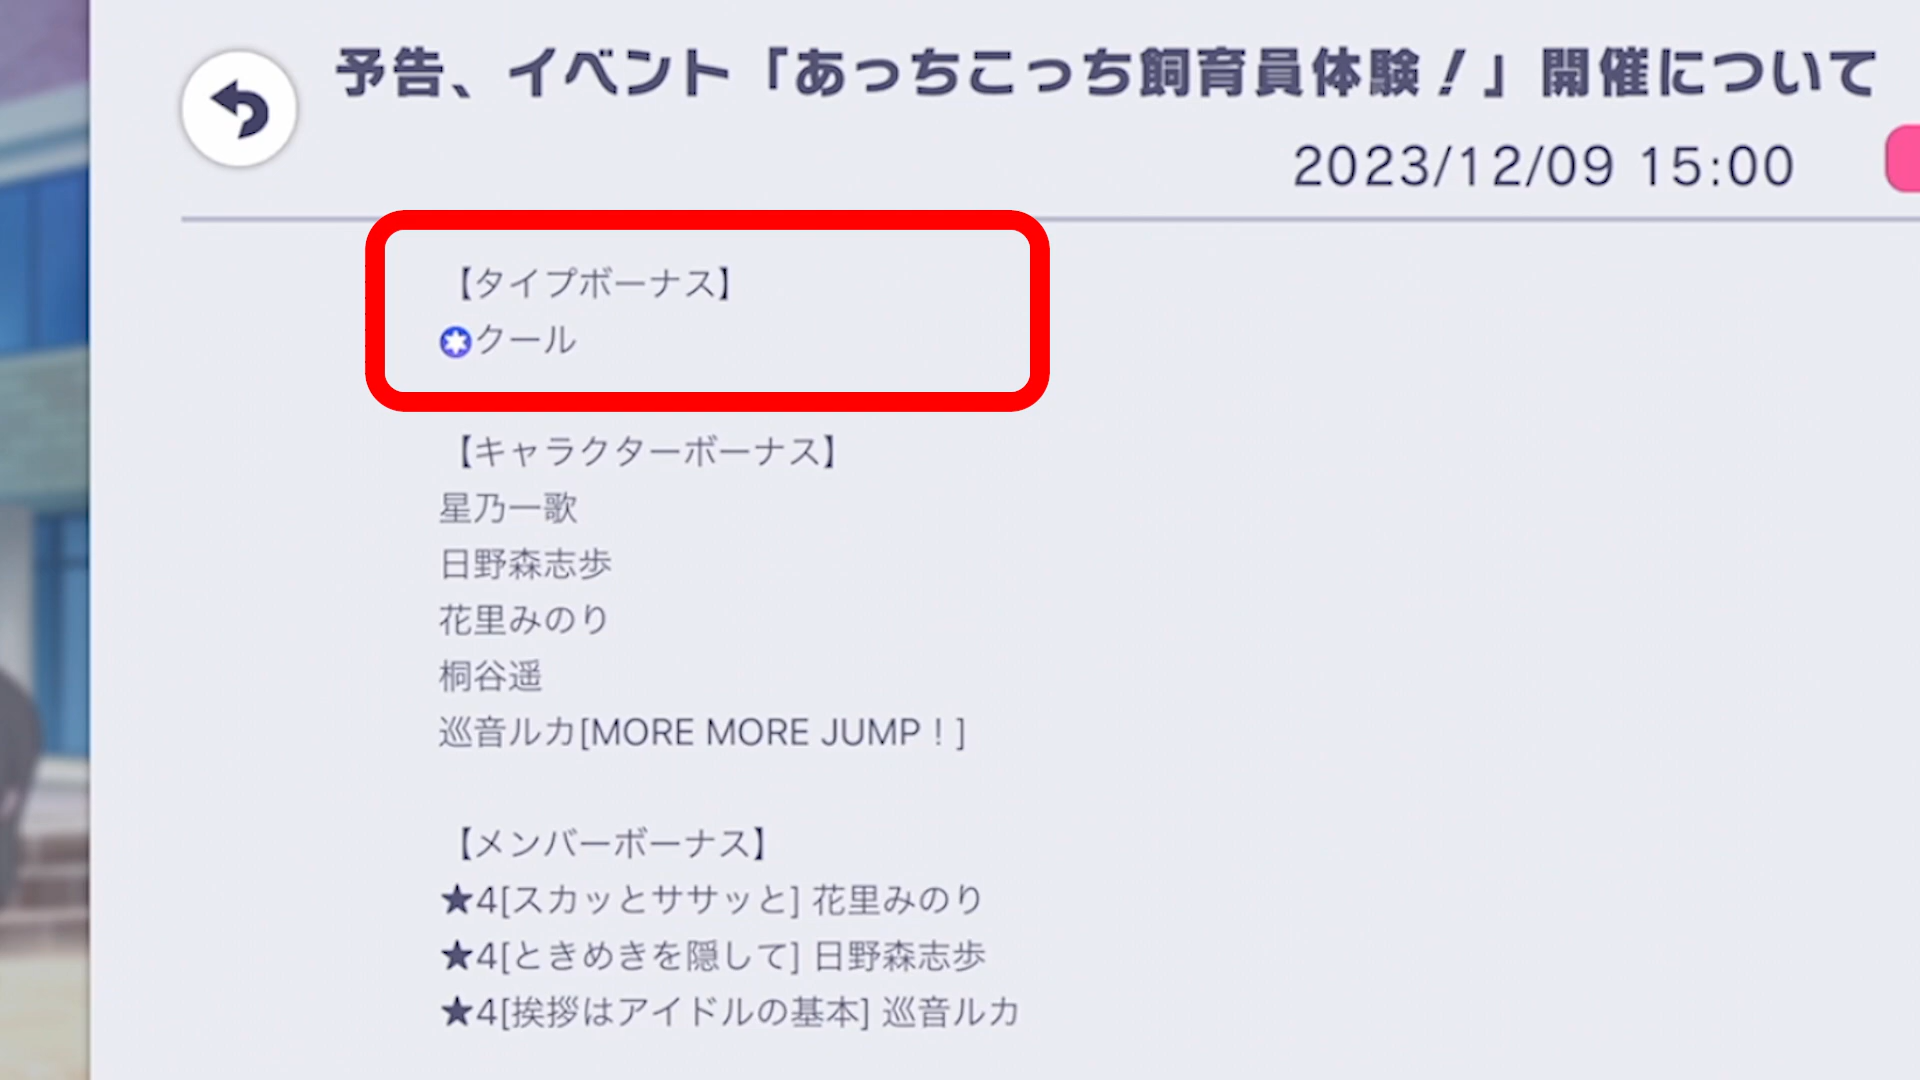 予告、イベント「あっちこっち飼育員体験！」開催について
2023/12/09 15:00
【タイプボーナス】
クール
【キャラクターボーナス】
星乃一歌
日野森志歩
花里みのり
桐谷遥
巡音ルカ[MORE MORE JUMP！]
【メンバーボーナス】
★4[スカッとササッと] 花里みのり
★4[ときめきを隠して] 日野森志歩
★4[挨拶はアイドルの基本] 巡音ルカ